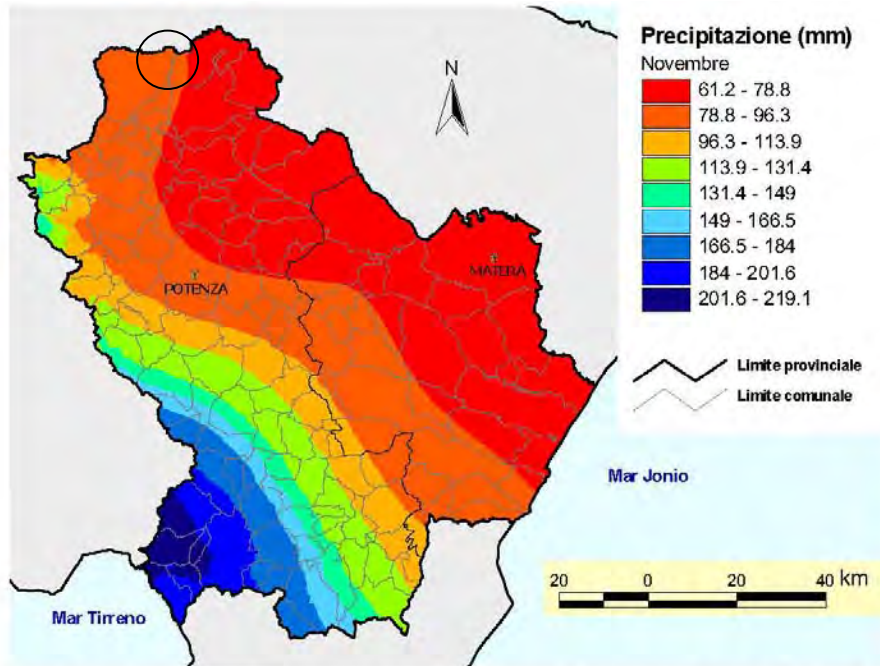 Precipitazione (mm)
Novembre
61.2 - 78.8
78.8 - 96.3
96.3 - 113.9
113.9 - 131.4
131.4 - 149
149 - 166.5
166.5 - 184
184 - 201.6
201.6 - 219.1
Limite provinciale
Limite comunale
N
POTENZA
MATERA
Mar Jonio
Mar Tirreno
20 0 20 40 km